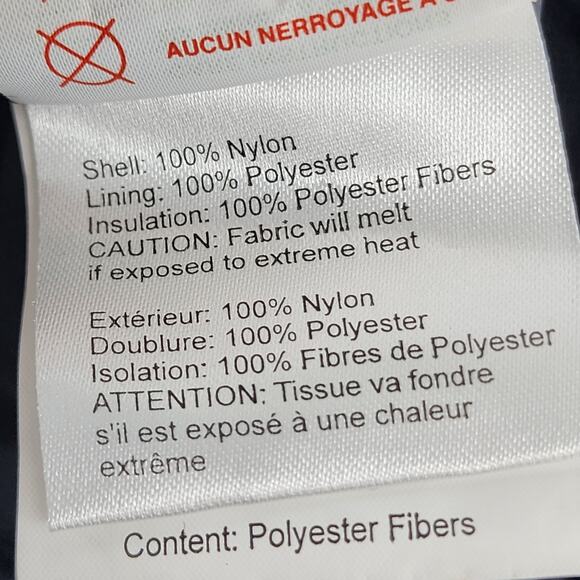 AUCUN NERROYAGE A
Shell: 100% Nylon
Lining: 100% Polyester
Insulation: 100% Polyester Fibers
CAUTION: Fabric will melt
if exposed to extreme heat
Extérieur: 100% Nylon
Doublure: 100% Polyester
Isolation: 100% Fibres de Polyester
ATTENTION: Tissue va fondre
s'il est exposé à une chaleur
extrême
Content: Polyester Fibers